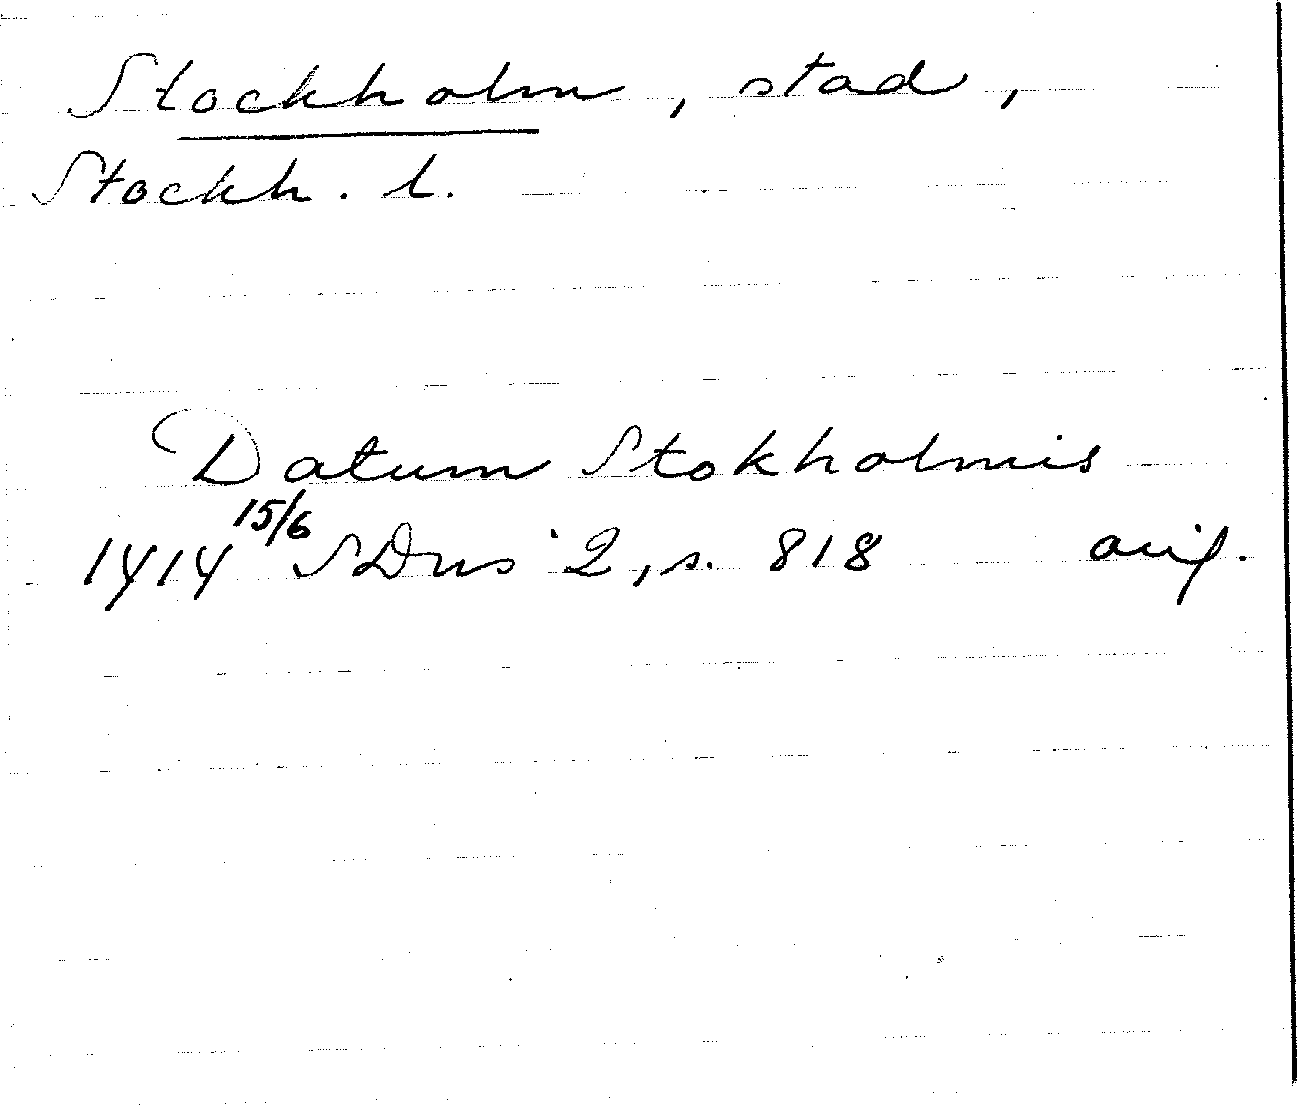 Stockholm, stad,
Stockh. l.
Datum Stokholmis
1414 15/6 SDns 2, s. 818 orig.